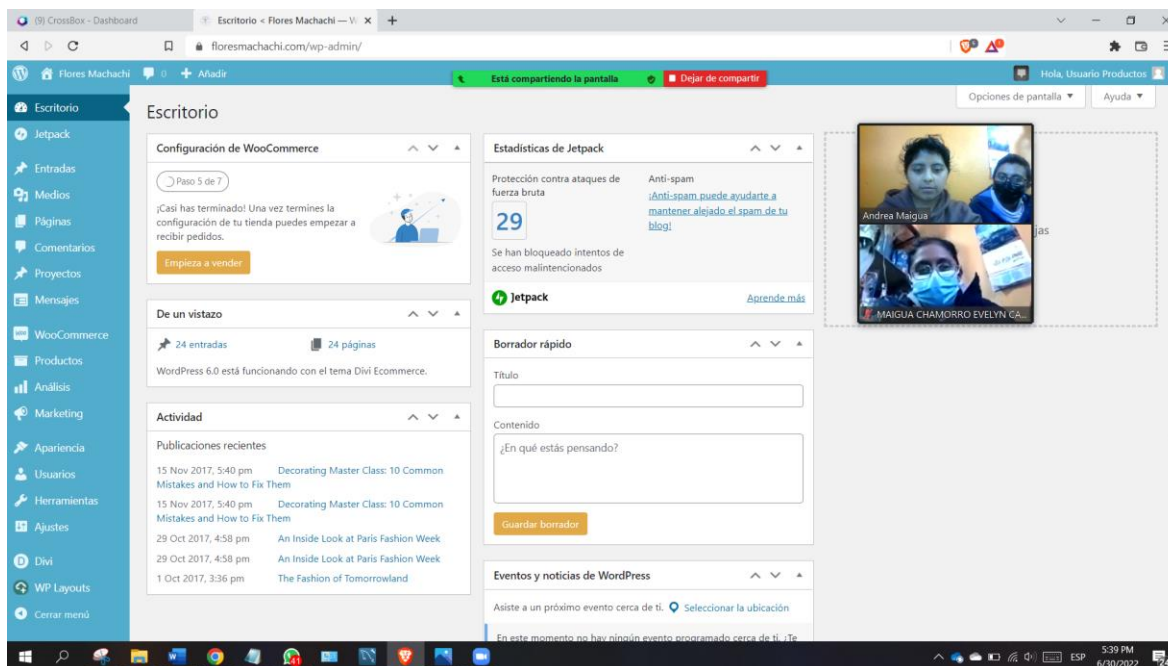 (9) CrossBox - Dashboard
Escritorio < Flores Machachi — W
floresmachachi.com/wp-admin/
Flores Machachi 0 Añadir
Está compartiendo la pantalla
Dejar de compartir
Hola, Usuario Productos
Opciones de pantalla
Ayuda
Escritorio
Jetpack
Entradas
Medios
Páginas
Comentarios
Proyectos
Mensajes
WooCommerce
Productos
Análisis
Marketing
Apariencia
Usuarios
Herramientas
Ajustes
Divi
WP Layouts
Cerrar menú
Escritorio
Configuración de WooCommerce
Paso 5 de 7
¡Casi has terminado! Una vez termines la
configuración de tu tienda puedes empezar a
recibir pedidos.
Empieza a vender
De un vistazo
24 entradas
24 páginas
WordPress 6.0 está funcionando con el tema Divi Ecommerce.
Actividad
Publicaciones recientes
15 Nov 2017, 5:40 pm Decorating Master Class: 10 Common
Mistakes and How to Fix Them
15 Nov 2017, 5:40 pm Decorating Master Class: 10 Common
Mistakes and How to Fix Them
29 Oct 2017, 4:58 pm An Inside Look at Paris Fashion Week
29 Oct 2017, 4:58 pm An Inside Look at Paris Fashion Week
1 Oct 2017, 3:36 pm The Fashion of Tomorrowland
Estadísticas de Jetpack
Protección contra ataques de
fuerza bruta
29
Se han bloqueado intentos de
acceso malintencionados
Anti-spam
¡Anti-spam puede ayudarte a
mantener alejado el spam de tu
blog!
Jetpack
Aprende más
Borrador rápido
Título
Contenido
¿En qué estás pensando?
Guardar borrador
Eventos y noticias de WordPress
Asiste a un próximo evento cerca de ti. Seleccionar la ubicación
En este momento no hay ningún evento programado cerca de ti. ¿Te
Andrea Maigua
MAIGUA CHAMORRO EVELYN CA...
jas
ESP
5:39 PM
6/30/2022